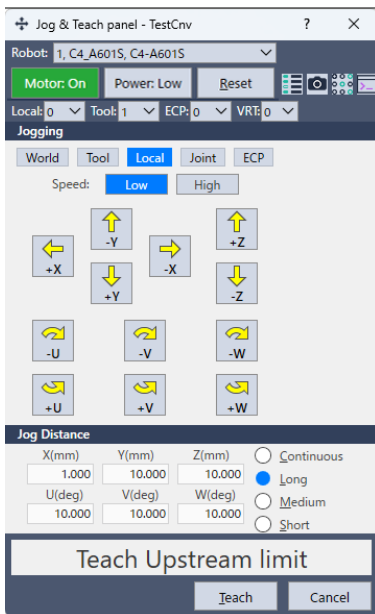 Jog & Teach panel - TestCnv ? ×
Robot: 1, C4_A601S, C4-A601S
Motor: On Power: Low Reset
Local: 0 Tool: 1 ECP: 0 VRT: 0
Jogging
World Tool Local Joint ECP
Speed: Low High
-Y +Z
+X -X
+Y -Z
-U -V -W
+U +V +W
Jog Distance
X(mm) Y(mm) Z(mm) Continuous
1.000 10.000 10.000 Long
U(deg) V(deg) W(deg) Medium
10.000 10.000 10.000 Short
Teach Upstream limit
Teach Cancel